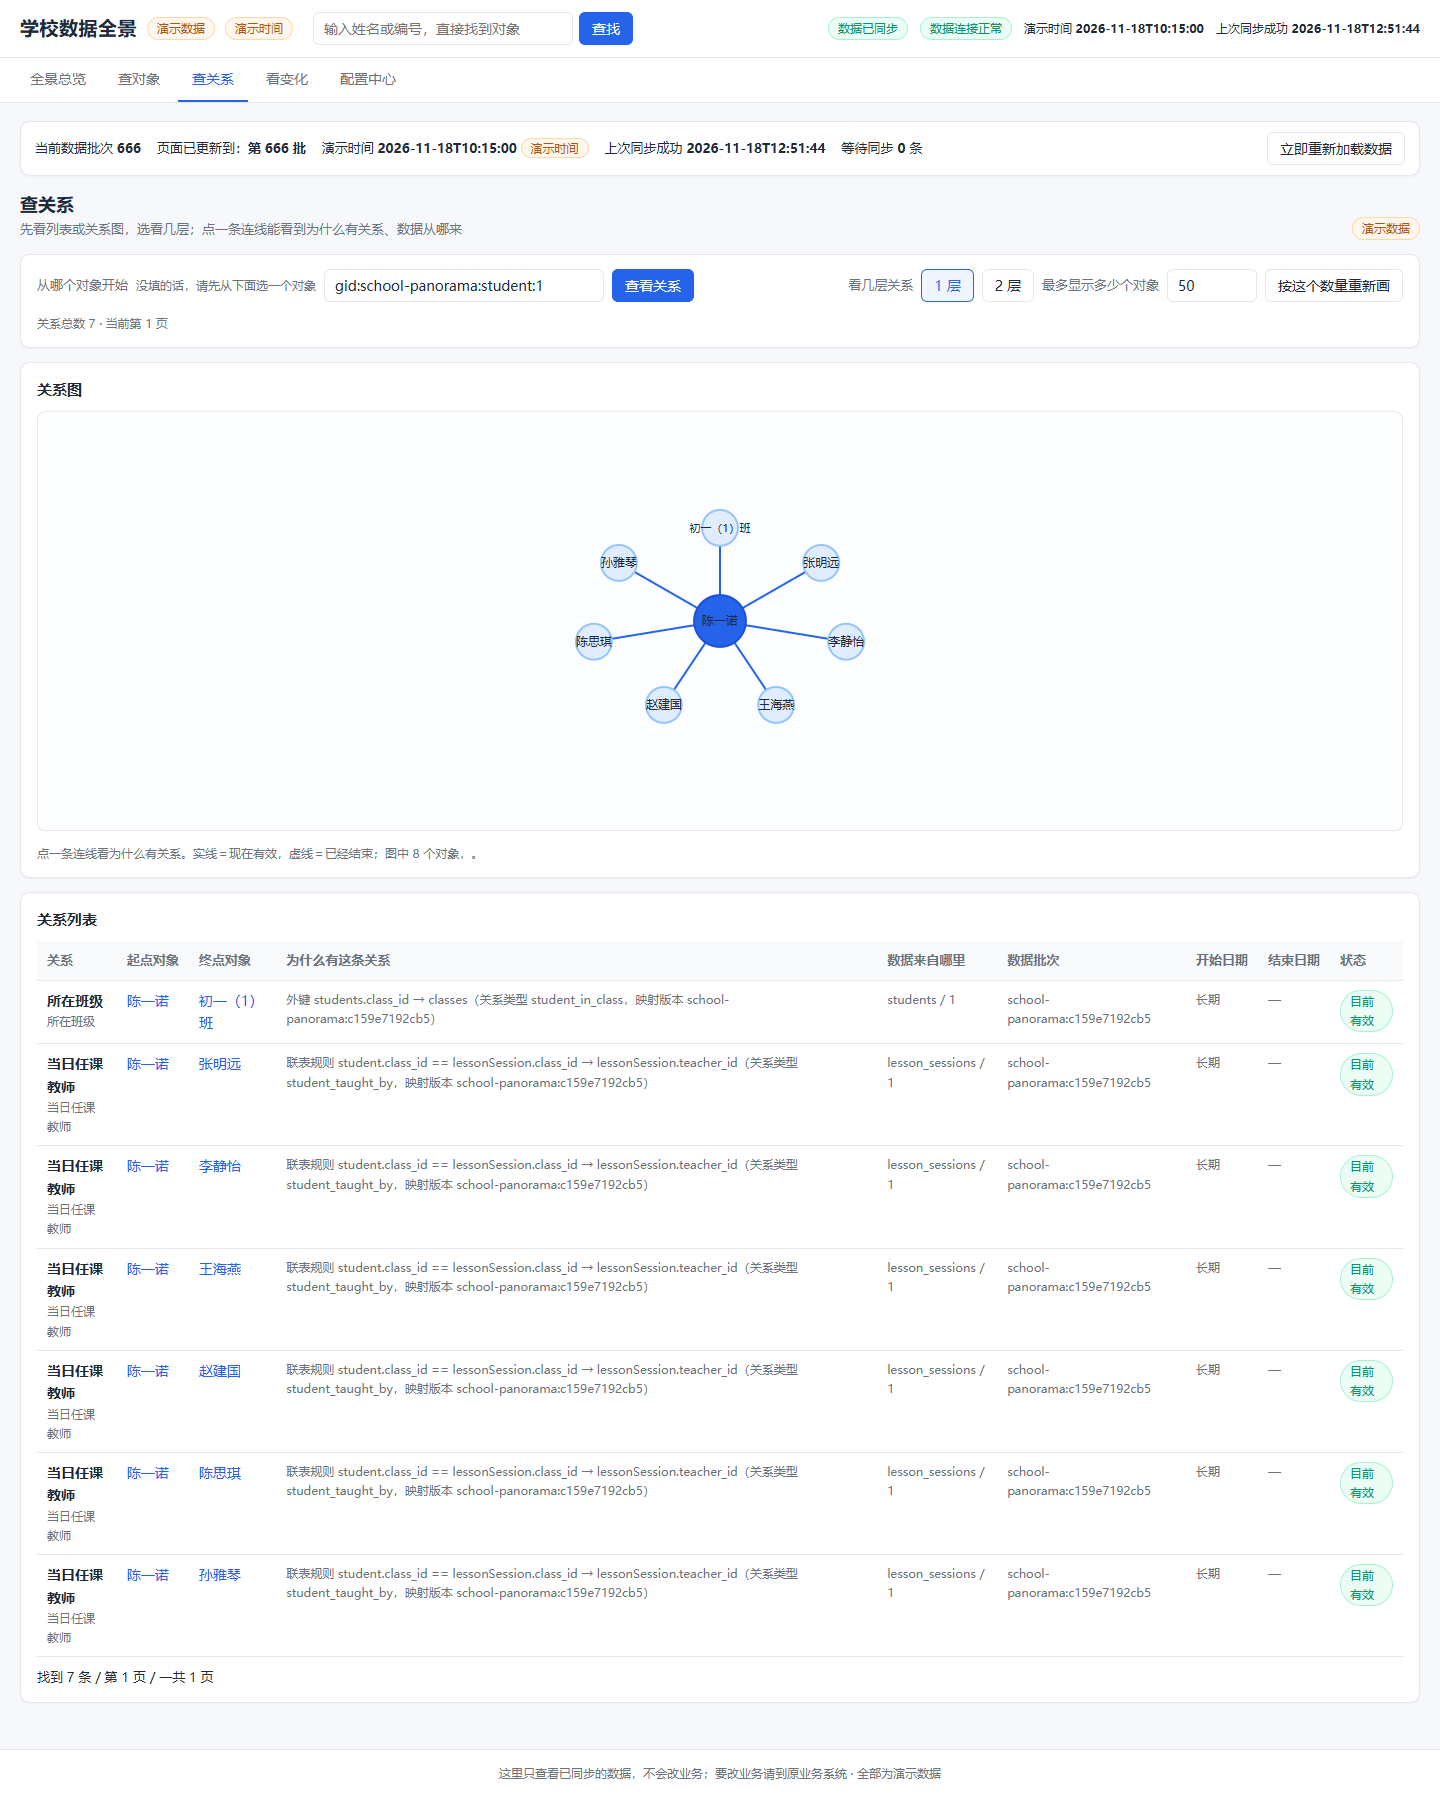 学校数据全景 演示数据 演示时间 输入姓名或编号，直接找到对象 查找 数据已同步 数据连接正常 演示时间 2026-11-18T10:15:00 上次同步成功 2026-11-18T12:51:44
全景总览 查对象 查关系 看变化 配置中心
当前数据批次 666 页面已更新到：第 666 批 演示时间 2026-11-18T10:15:00 演示时间 上次同步成功 2026-11-18T12:51:44 等待同步 0 条 立即重新加载数据
查关系
先看列表或关系图，选看几层；点一条连线能看到为什么有关系、数据从哪来 演示数据
从哪个对象开始 没填的话，请先从下面选一个对象 gid:school-panorama:student:1 查看关系 看几层关系 1 层 2 层 最多显示多少个对象 50 按这个数量重新画
关系总数 7 · 当前第 1 页
关系图
初一（1）班
孙雅琴 张明远
陈一诺
陈思琪 李静怡
赵建国 王海燕
点一条连线看为什么有关系。实线＝现在有效，虚线＝已经结束；图中 8 个对象，。
关系列表
关系 起点对象 终点对象 为什么有这条关系 数据来自哪里 数据批次 开始日期 结束日期 状态
所在班级 陈一诺 初一（1） 外键 students.class_id → classes（关系类型 student_in_class，映射版本 school- students / 1 school- 长期 — 目前
所在班级 班 panorama:c159e7192cb5） panorama:c159e7192cb5 有效
当日任课 陈一诺 张明远 联表规则 student.class_id == lessonSession.class_id → lessonSession.teacher_id（关系类型 lesson_sessions / school- 长期 — 目前
教师 student_taught_by，映射版本 school-panorama:c159e7192cb5） 1 panorama:c159e7192cb5 有效
当日任课
教师
当日任课 陈一诺 李静怡 联表规则 student.class_id == lessonSession.class_id → lessonSession.teacher_id（关系类型 lesson_sessions / school- 长期 — 目前
教师 student_taught_by，映射版本 school-panorama:c159e7192cb5） 1 panorama:c159e7192cb5 有效
当日任课
教师
当日任课 陈一诺 王海燕 联表规则 student.class_id == lessonSession.class_id → lessonSession.teacher_id（关系类型 lesson_sessions / school- 长期 — 目前
教师 student_taught_by，映射版本 school-panorama:c159e7192cb5） 1 panorama:c159e7192cb5 有效
当日任课
教师
当日任课 陈一诺 赵建国 联表规则 student.class_id == lessonSession.class_id → lessonSession.teacher_id（关系类型 lesson_sessions / school- 长期 — 目前
教师 student_taught_by，映射版本 school-panorama:c159e7192cb5） 1 panorama:c159e7192cb5 有效
当日任课
教师
当日任课 陈一诺 陈思琪 联表规则 student.class_id == lessonSession.class_id → lessonSession.teacher_id（关系类型 lesson_sessions / school- 长期 — 目前
教师 student_taught_by，映射版本 school-panorama:c159e7192cb5） 1 panorama:c159e7192cb5 有效
当日任课
教师
当日任课 陈一诺 孙雅琴 联表规则 student.class_id == lessonSession.class_id → lessonSession.teacher_id（关系类型 lesson_sessions / school- 长期 — 目前
教师 student_taught_by，映射版本 school-panorama:c159e7192cb5） 1 panorama:c159e7192cb5 有效
当日任课
教师
找到 7 条 / 第 1 页 / 一共 1 页
这里只查看已同步的数据，不会改业务；要改业务请到原业务系统 · 全部为演示数据